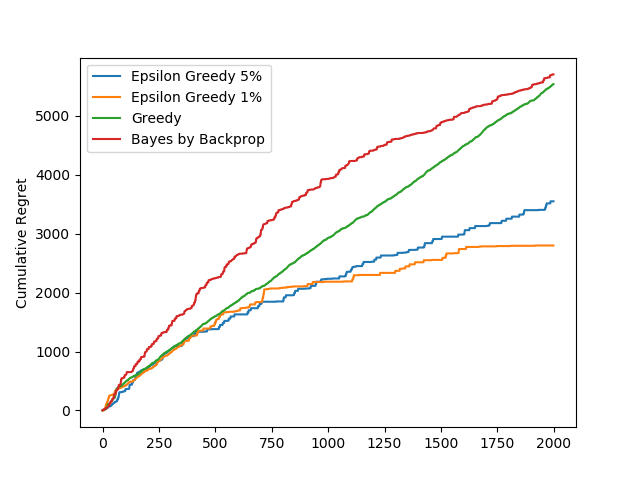 Epsilon Greedy 5%
Epsilon Greedy 1%
Greedy
Bayes by Backprop
Cumulative Regret
5000
4000
3000
2000
1000
0
0 250 500 750 1000 1250 1500 1750 2000